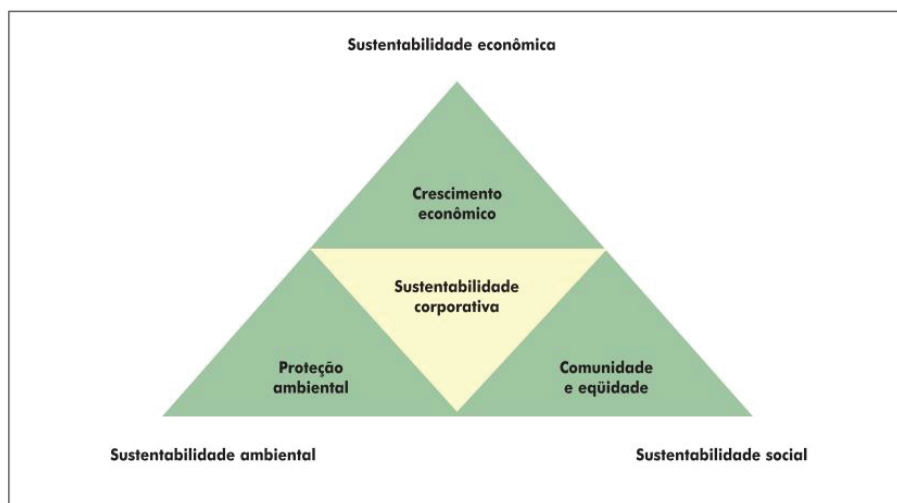 Sustentabilidade econômica
Crescimento
econômico
Sustentabilidade
corporativa
Proteção
ambiental
Comunidade
e eqüidade
Sustentabilidade ambiental
Sustentabilidade social